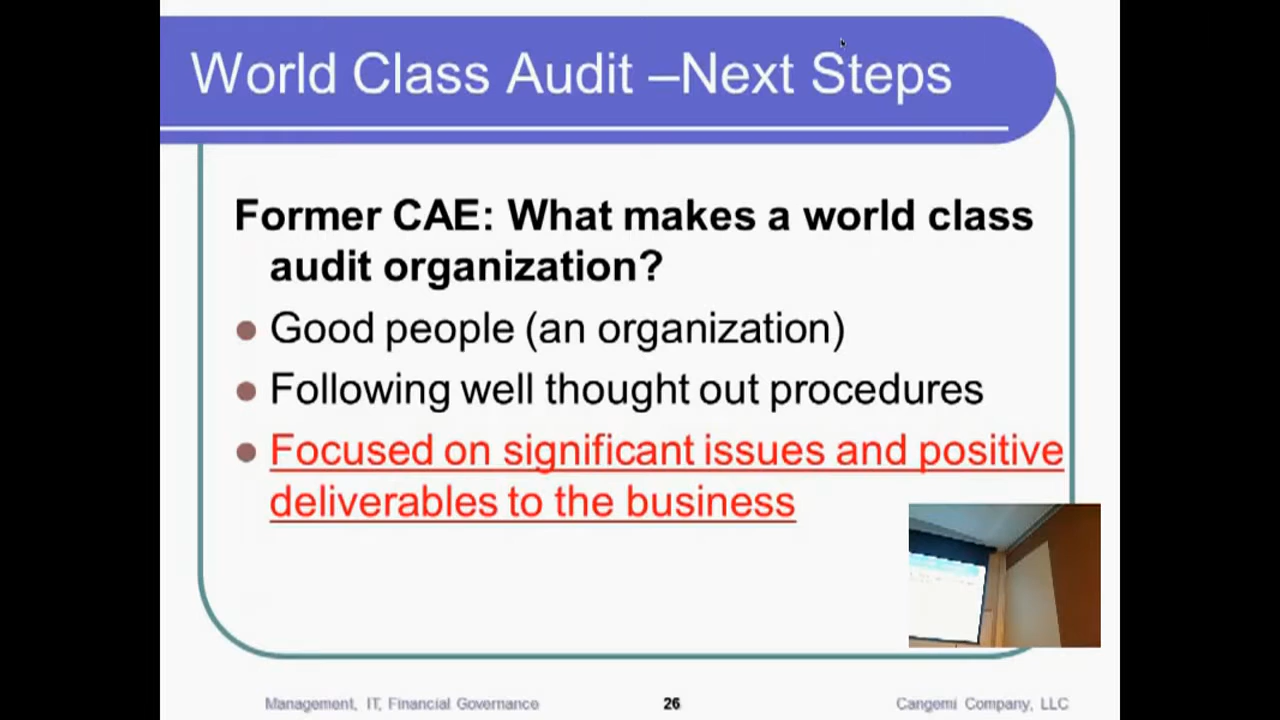 World Class Audit –Next Steps
Former CAE: What makes a world class
audit organization?
Good people (an organization)
Following well thought out procedures
Focused on significant issues and positive
deliverables to the business
Management, IT, Financial Governance
26
Cangemi Company, LLC